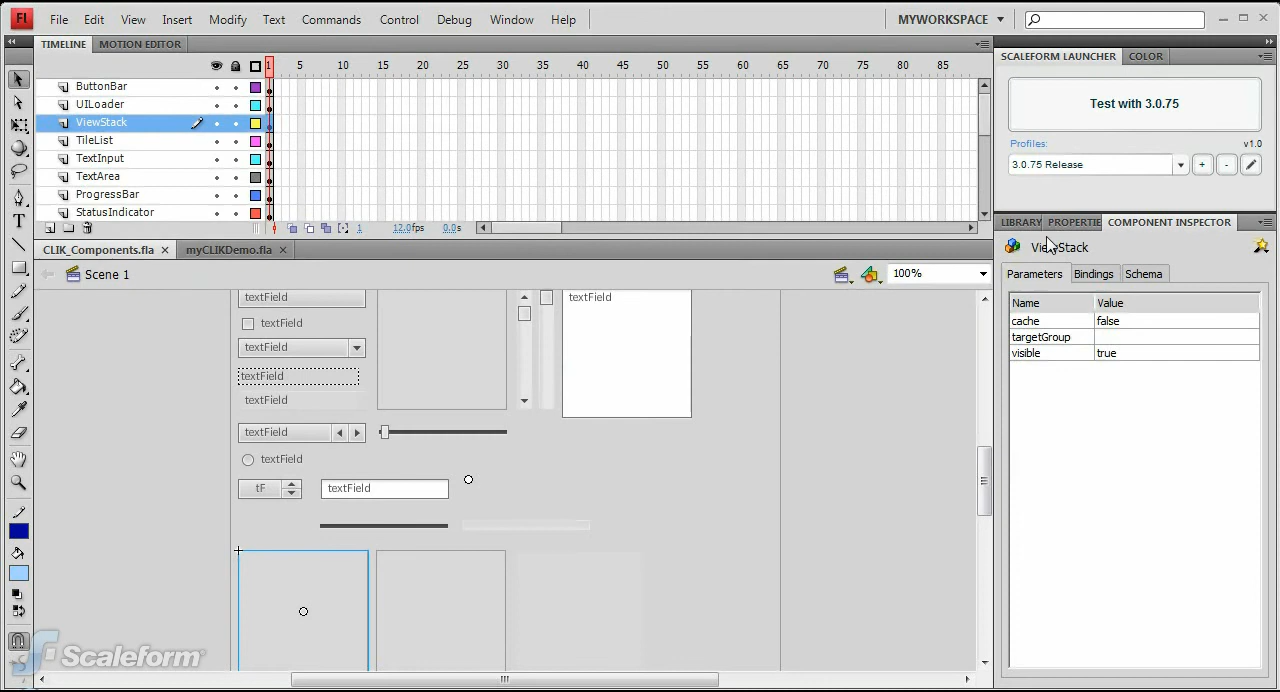 Fl File Edit View Insert Modify Text Commands Control Debug Window Help MYWORKSPACE
TIMELINE MOTION EDITOR
1 5 10 15 20 25 30 35 40 45 50 55 60 65 70 75 80 85
ButtonBar
UILoader
ViewStack
TileList
TextInput
TextArea
ProgressBar
StatusIndicator
1 12.0fps 0.0s
CLIK_Components.fla myCLIKDemo.fla
Scene 1 100%
textField textField
textField
textField
textField
textField
textField
textField
tF textField
Scaleform
SCALEFORM LAUNCHER COLOR
Test with 3.0.75
Profiles: v1.0
3.0.75 Release + -
LIBRARY PROPERTIE COMPONENT INSPECTOR
ViewStack
Parameters Bindings Schema
Name Value
cache false
targetGroup
visible true